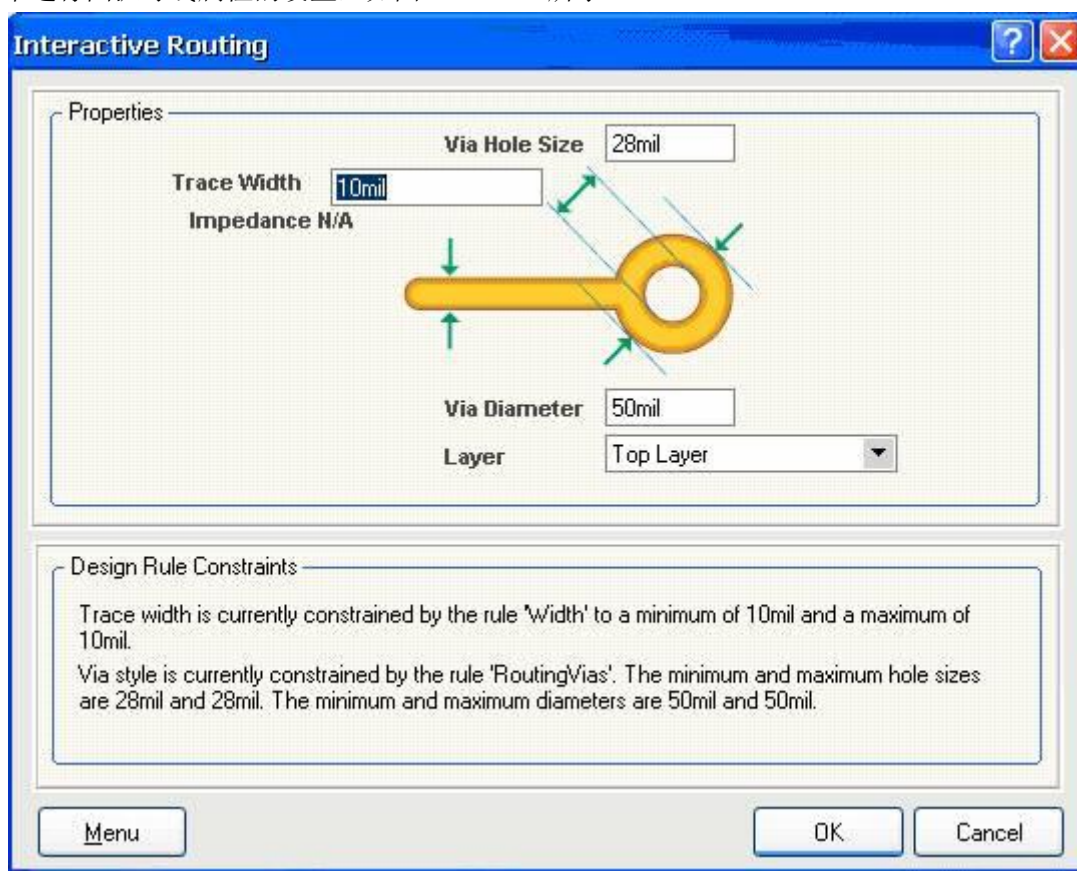 Interactive Routing
Properties
Via Hole Size 28mil
Trace Width 10mil
Impedance N/A
Via Diameter 50mil
Layer Top Layer
Design Rule Constraints
Trace width is currently constrained by the rule 'Width' to a minimum of 10mil and a maximum of
10mil.
Via style is currently constrained by the rule 'RoutingVias'. The minimum and maximum hole sizes
are 28mil and 28mil. The minimum and maximum diameters are 50mil and 50mil.
Menu OK Cancel